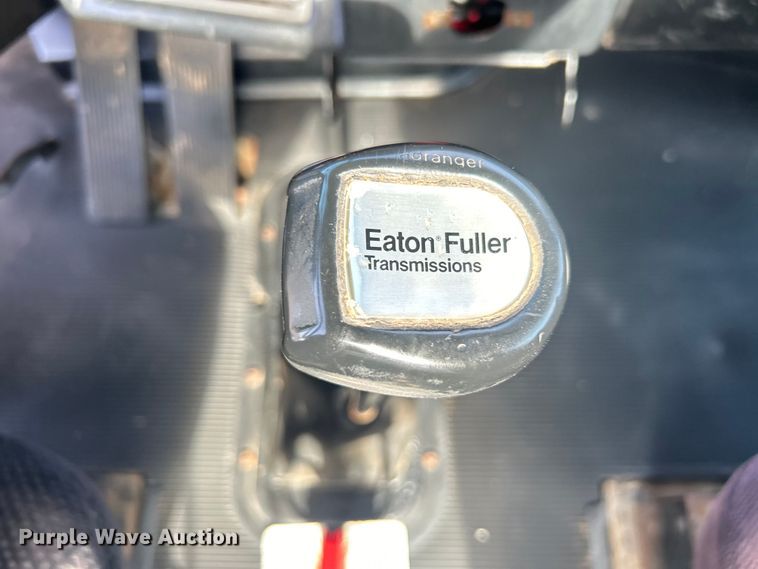 Granger
Eaton® Fuller
Transmissions
Purple Wave Auction